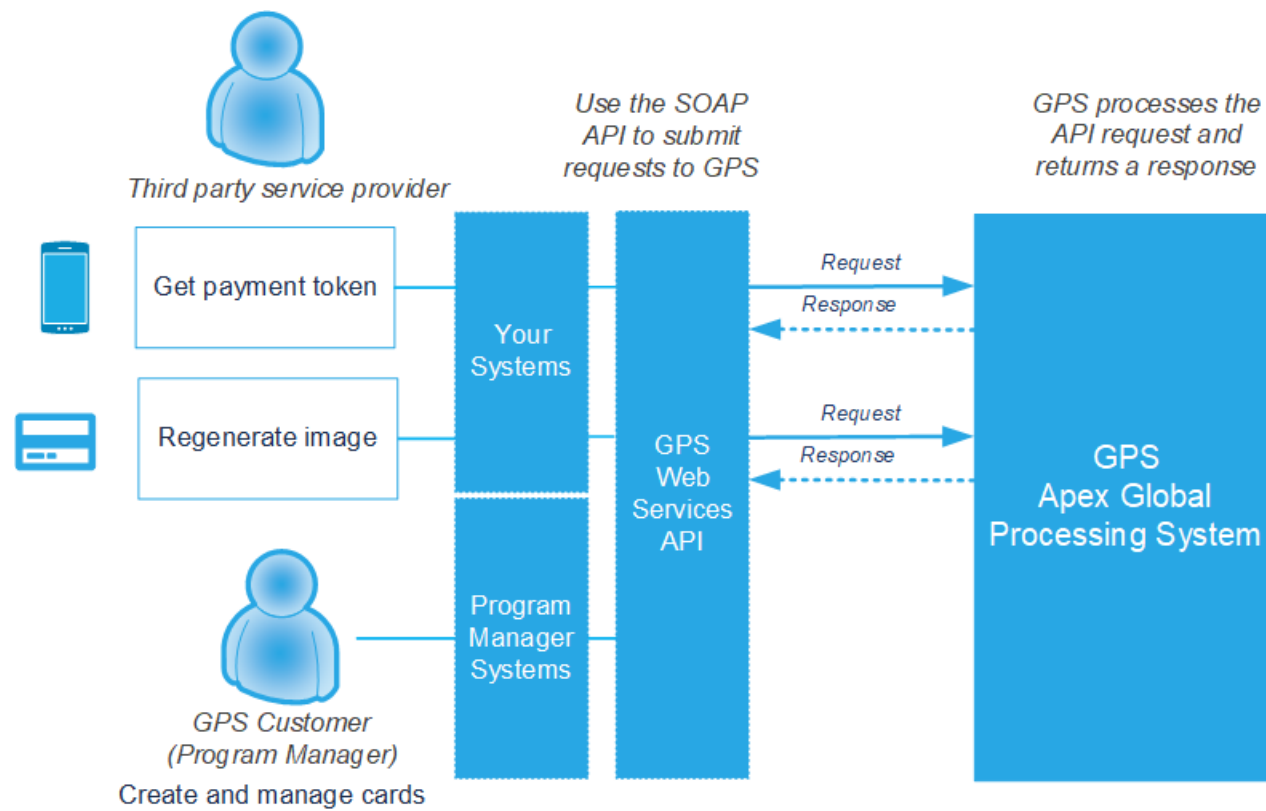 Use the SOAP
API to submit
requests to GPS
GPS processes the
API request and
returns a response
Third party service provider
Get payment token
Regenerate image
Your
Systems
Program
Manager
Systems
GPS
Web
Services
API
Request
Response
Request
Response
GPS
Apex Global
Processing System
GPS Customer
(Program Manager)
Create and manage cards